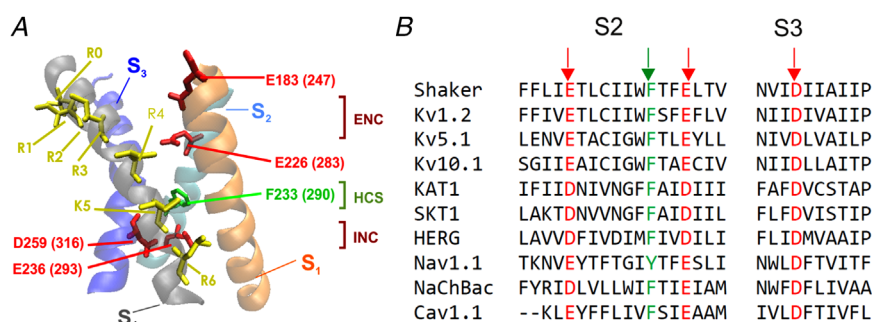 A
R0
S3
E183 (247)
S2
ENC
R4
R1
R2
R3
E226 (283)
F233 (290)
HCS
K5
D259 (316)
INC
E236 (293)
R6
S1
B
S2 S3
Shaker FFLIETLCIIWFTFELTV NVIDIIAIIP
Kv1.2 FFIVETLCIIWFSFEFLV NIIDIVAIIP
Kv5.1 LENVETACIGWFTLEYLL NIVDLVAILP
Kv10.1 SGIIEAICIGWFTAECIV NIIDLLAITP
KAT1 IFIIDNIVNGFFAIDIII FAFDVCSTAP
SKT1 LAKTDNVVNGFFAIDIIL FLFDVISTIP
HERG LAVVDFIVDIMFIVDILI FLIDMVAAIP
Nav1.1 TKNVEYTFTGIYTFESLI NWLDFTVITF
NaChBac FYRIDLVLLWIFTIEIAM NWFDFLIVAA
Cav1.1 --KLEYFFLIVFSIEAAM IVLDFTIVFL